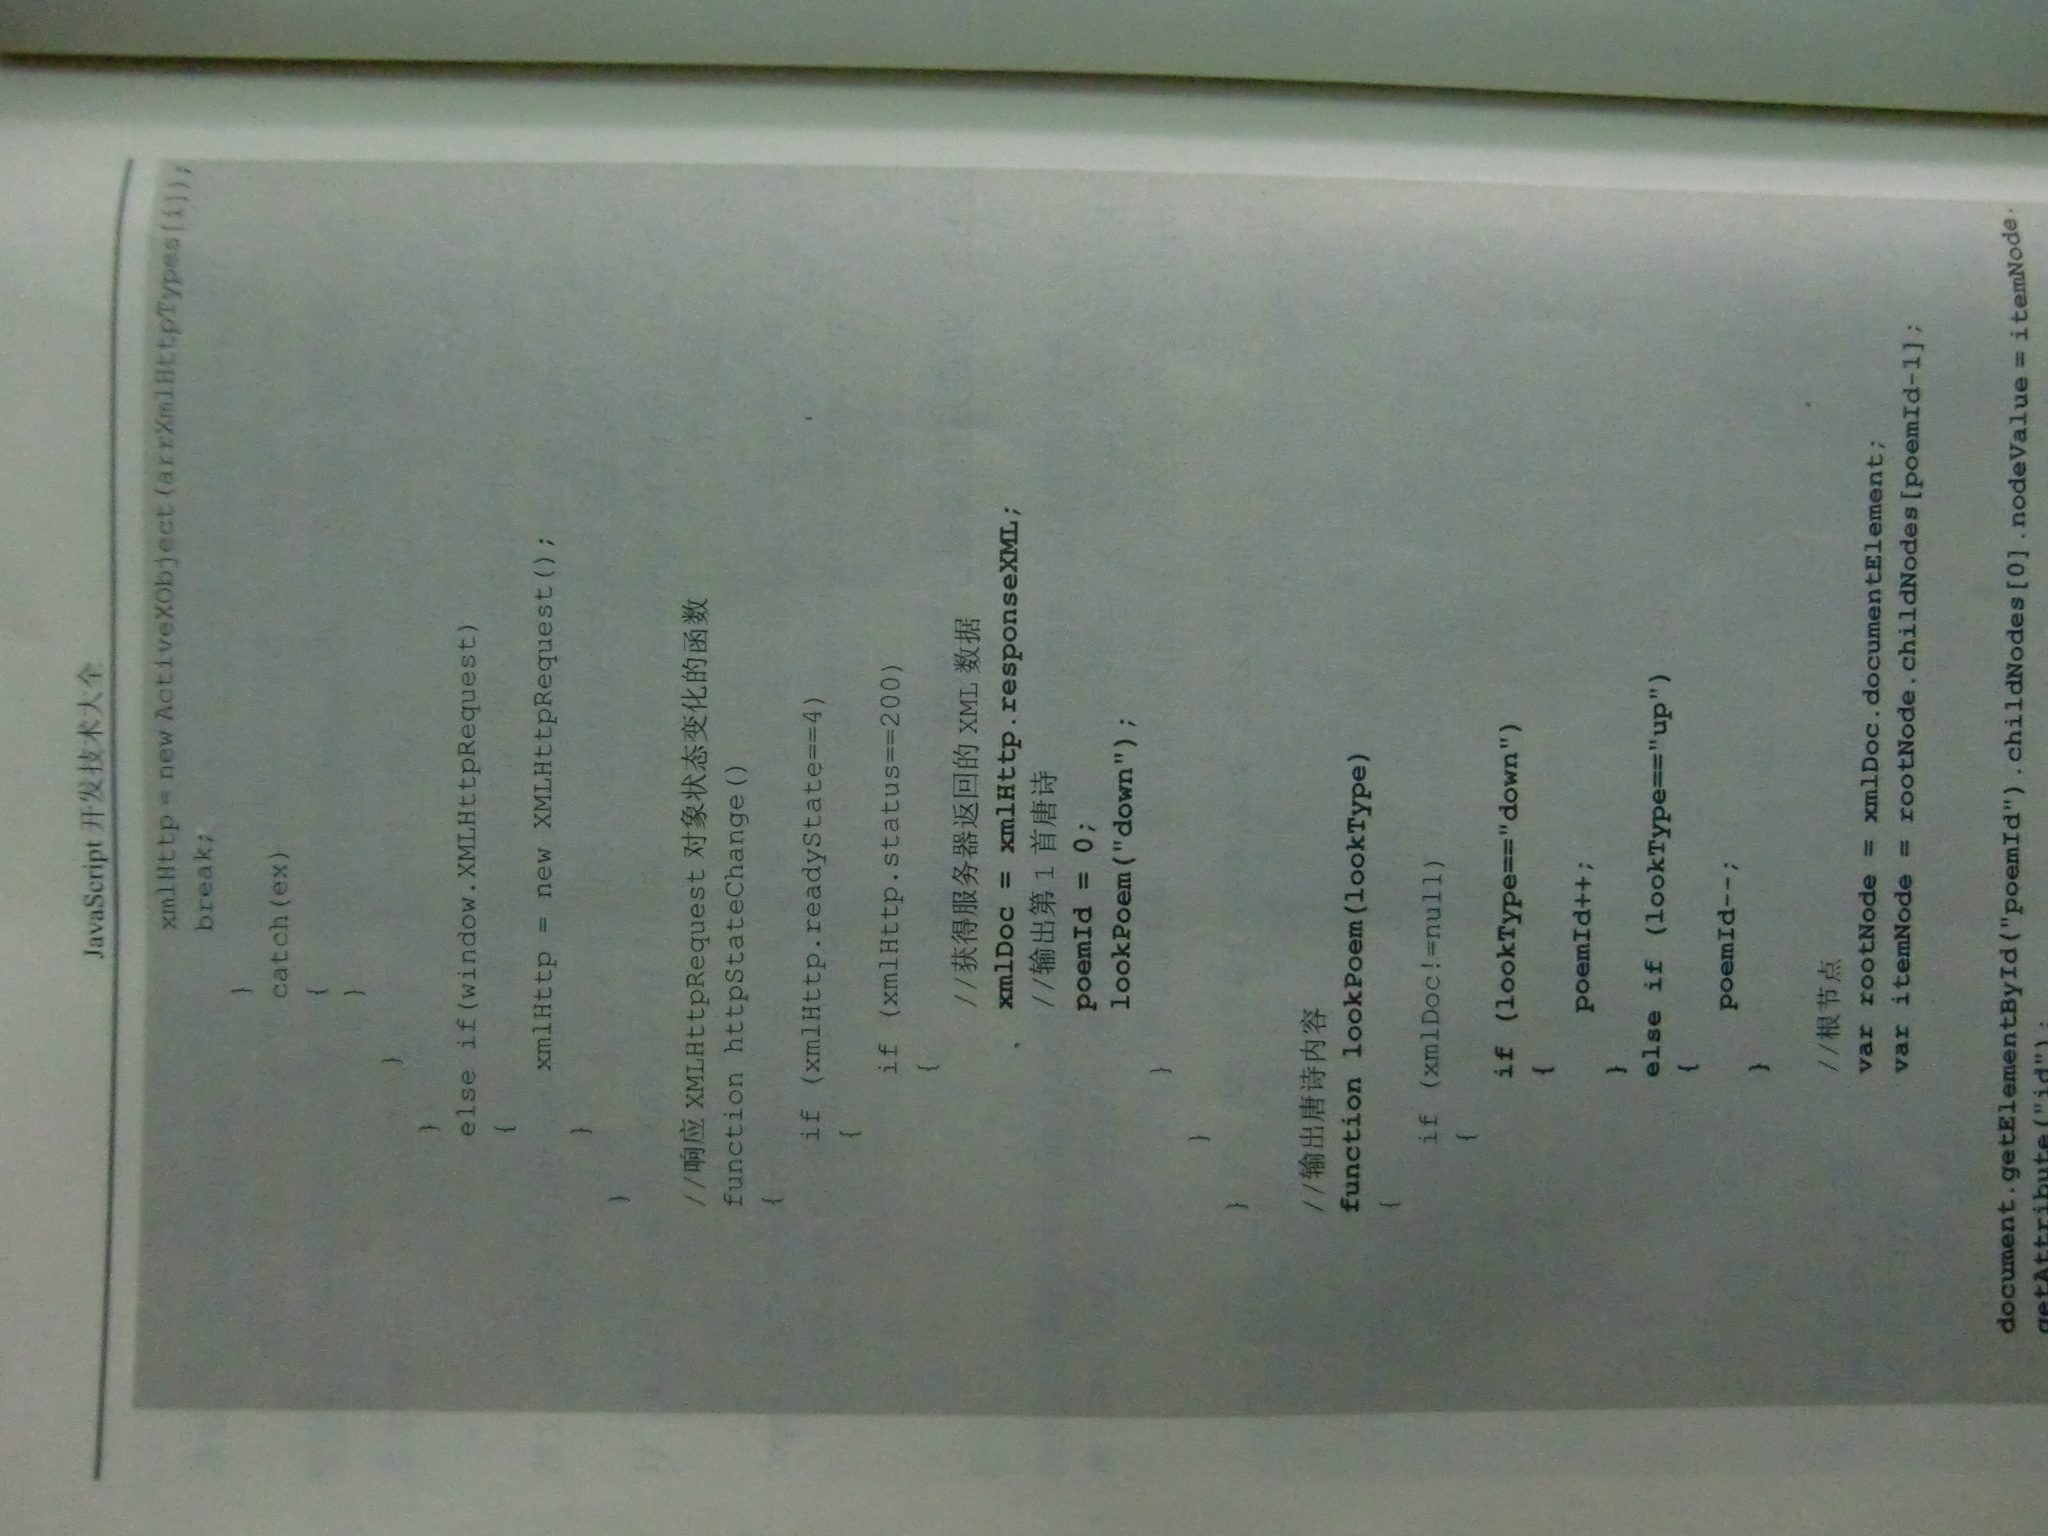 JavaScript 开发技术大全
xmlHttp = new ActiveXObject(arrXmlHttpTypes[i]);
break;
}
catch(ex)
{
}
}
}
else if(window.XMLHttpRequest)
{
xmlHttp = new XMLHttpRequest();
}
}
//响应 XMLHttpRequest 对象状态变化的函数
function httpStateChange()
{
if (xmlHttp.readyState==4)
{
if (xmlHttp.status==200)
{
//获得服务器返回的 XML 数据
xmlDoc = xmlHttp.responseXML;
//输出第 1 首唐诗
poemId = 0;
lookPoem("down");
}
}
}
//输出唐诗内容
function lookPoem(lookType)
{
if (xmlDoc!=null)
{
if (lookType=="down")
{
poemId++;
}
else if (lookType=="up")
{
poemId--;
}
//根节点
var rootNode = xmlDoc.documentElement;
var itemNode = rootNode.childNodes[poemId-1];
document.getElementById("poemId").childNodes[0].nodeValue = itemNode.
getAttribute("id");